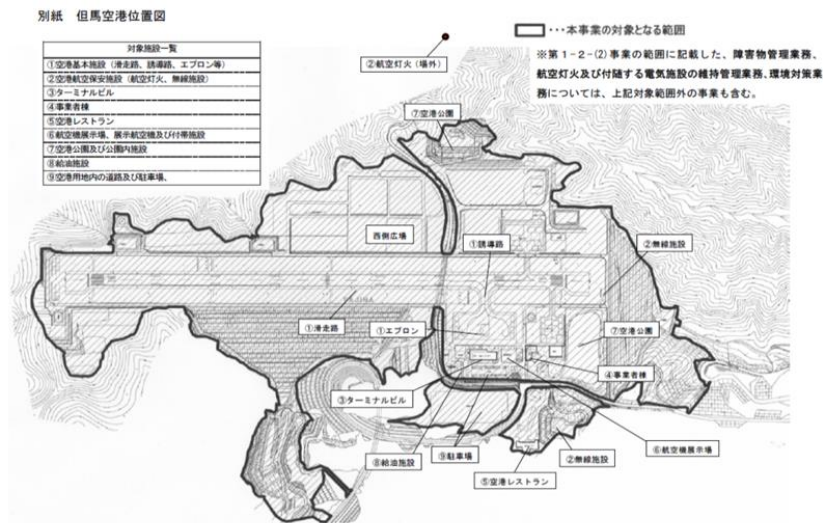 別紙 但馬空港位置図
対象施設一覧
①空港基本施設（滑走路、誘導路、エプロン等）
②空港航空保安施設（航空灯火、無線施設）
③ターミナルビル
④事業者棟
⑤空港レストラン
⑥航空機展示場、展示航空機及び付帯施設
⑦空港公園及び公園内施設
⑧給油施設
⑨空港用地内の道路及び駐車場、
②航空灯火（場外）
・・・本事業の対象となる範囲
※第１-２-(2)事業の範囲に記載した、障害物管理業務、
航空灯火及び付随する電気施設の維持管理業務、環境対策業
務については、上記対象範囲外の事業も含む。
⑦空港公園
西側広場
①誘導路
②無線施設
①滑走路
①エプロン
⑦空港公園
④事業者棟
③ターミナルビル
⑥航空機展示場
⑧給油施設
⑨駐車場
②無線施設
⑤空港レストラン